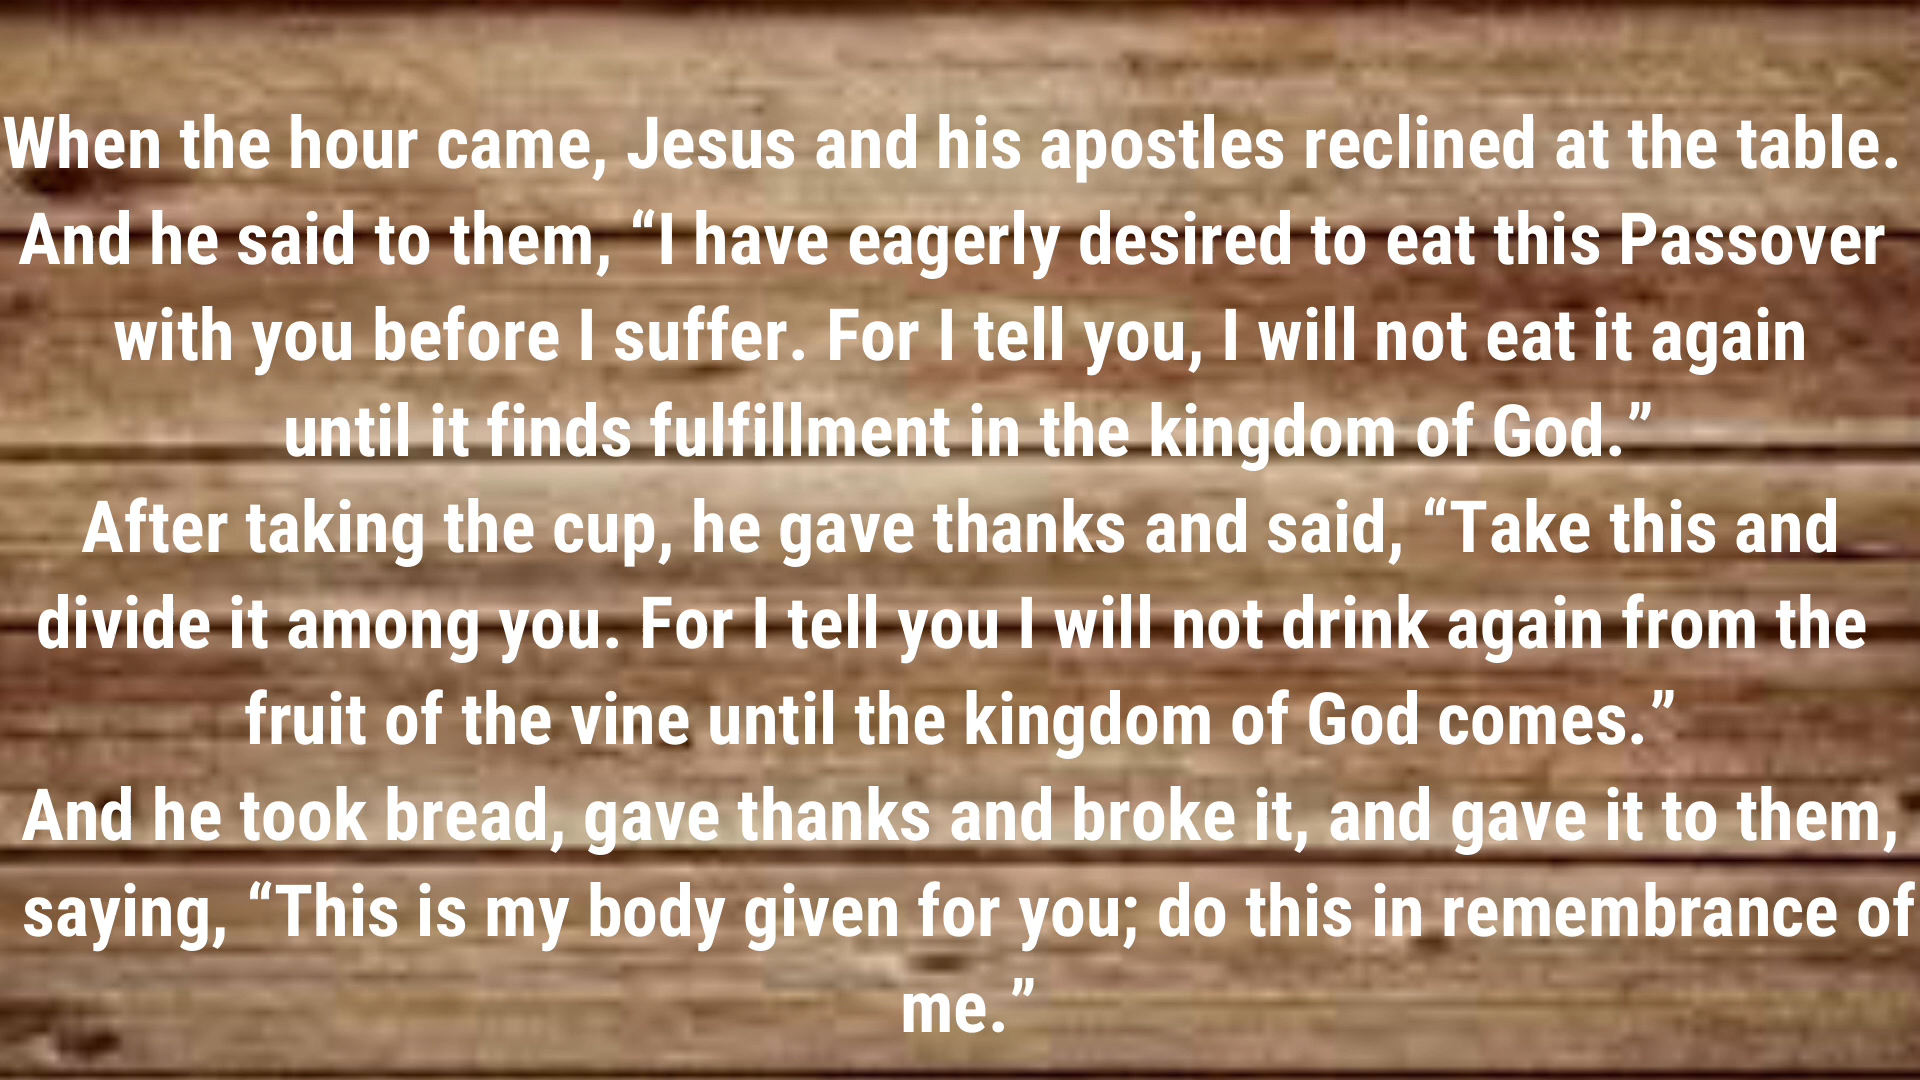 When the hour came, Jesus and his apostles reclined at the table.
And he said to them, “I have eagerly desired to eat this Passover
with you before I suffer. For I tell you, I will not eat it again
until it finds fulfillment in the kingdom of God.”
After taking the cup, he gave thanks and said, “Take this and
divide it among you. For I tell you I will not drink again from the
fruit of the vine until the kingdom of God comes.”
And he took bread, gave thanks and broke it, and gave it to them,
saying, “This is my body given for you; do this in remembrance of
me.”